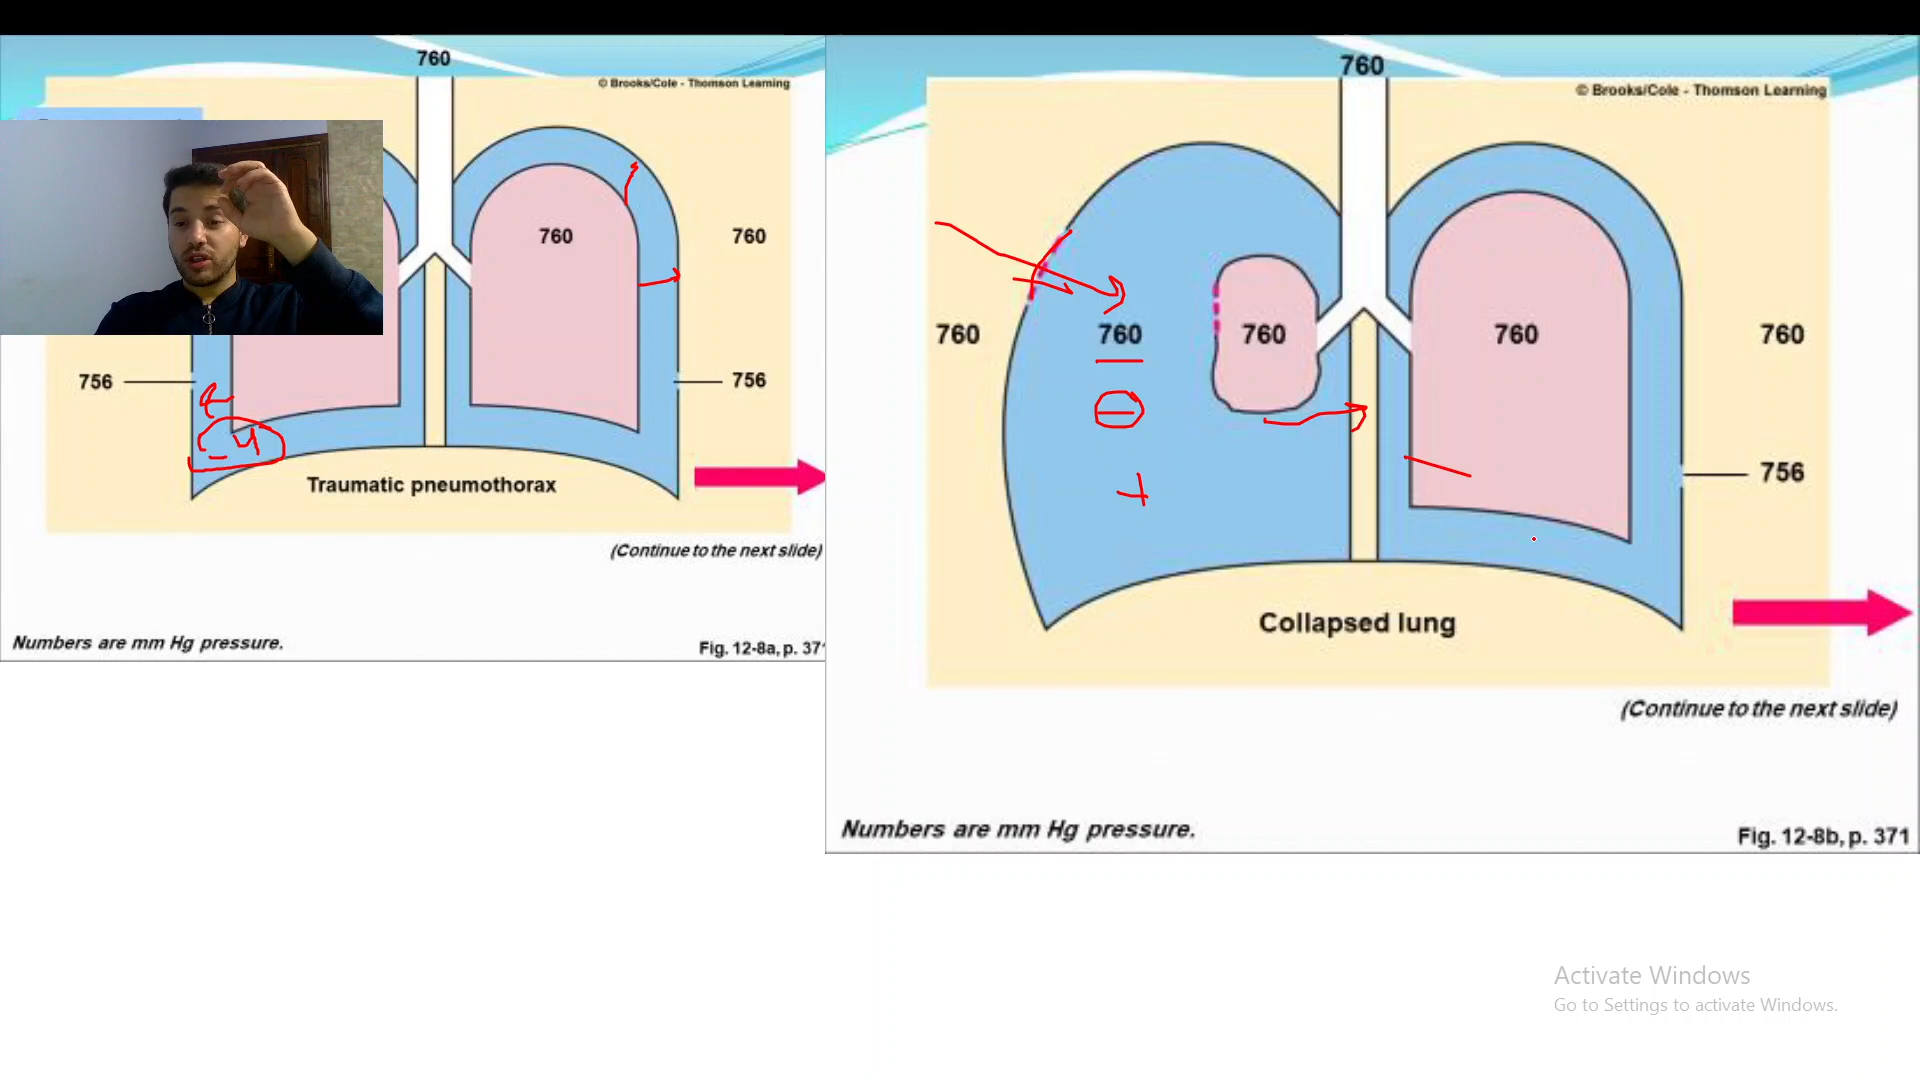 760
© Brooks/Cole - Thomson Learning
760
760
756
756
-4
Traumatic pneumothorax
(Continue to the next slide)
Numbers are mm Hg pressure.
Fig. 12-8a, p. 37
760
© Brooks/Cole - Thomson Learning
760
760
760
760
760
-
+
756
Collapsed lung
(Continue to the next slide)
Numbers are mm Hg pressure.
Fig. 12-8b, p. 371
Activate Windows
Go to Settings to activate Windows.